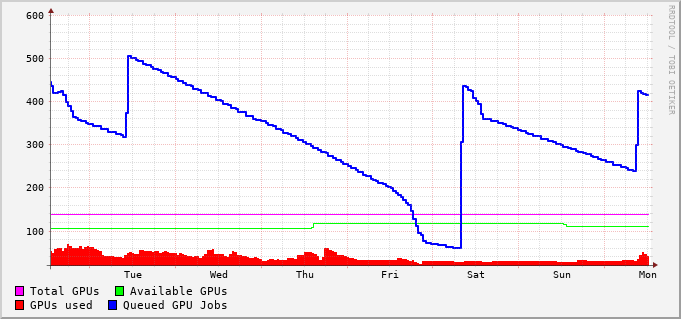 600
500
400
300
200
100
Tue Wed Thu Fri Sat Sun Mon
Total GPUs Available GPUs
GPUs used Queued GPU Jobs
RRDTOOL / TOBI OETIKER